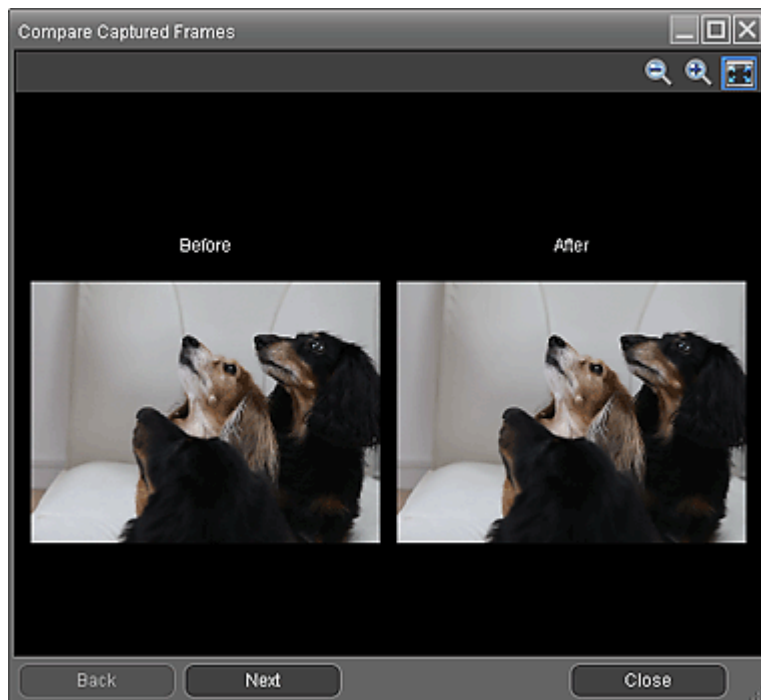 Compare Captured Frames
Before
After
Back
Next
Close